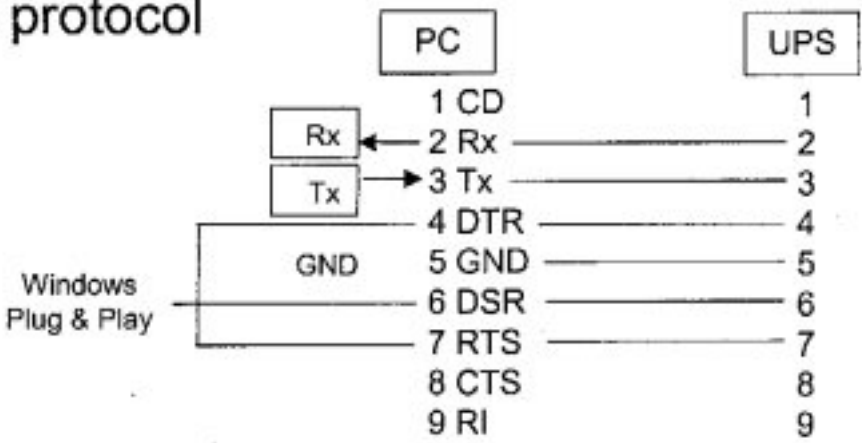 protocol
PC UPS
1 CD 1
Rx 2 Rx 2
Tx 3 Tx 3
4 DTR 4
GND 5 GND 5
Windows
Plug & Play
6 DSR 6
7 RTS 7
8 CTS 8
9 RI 9